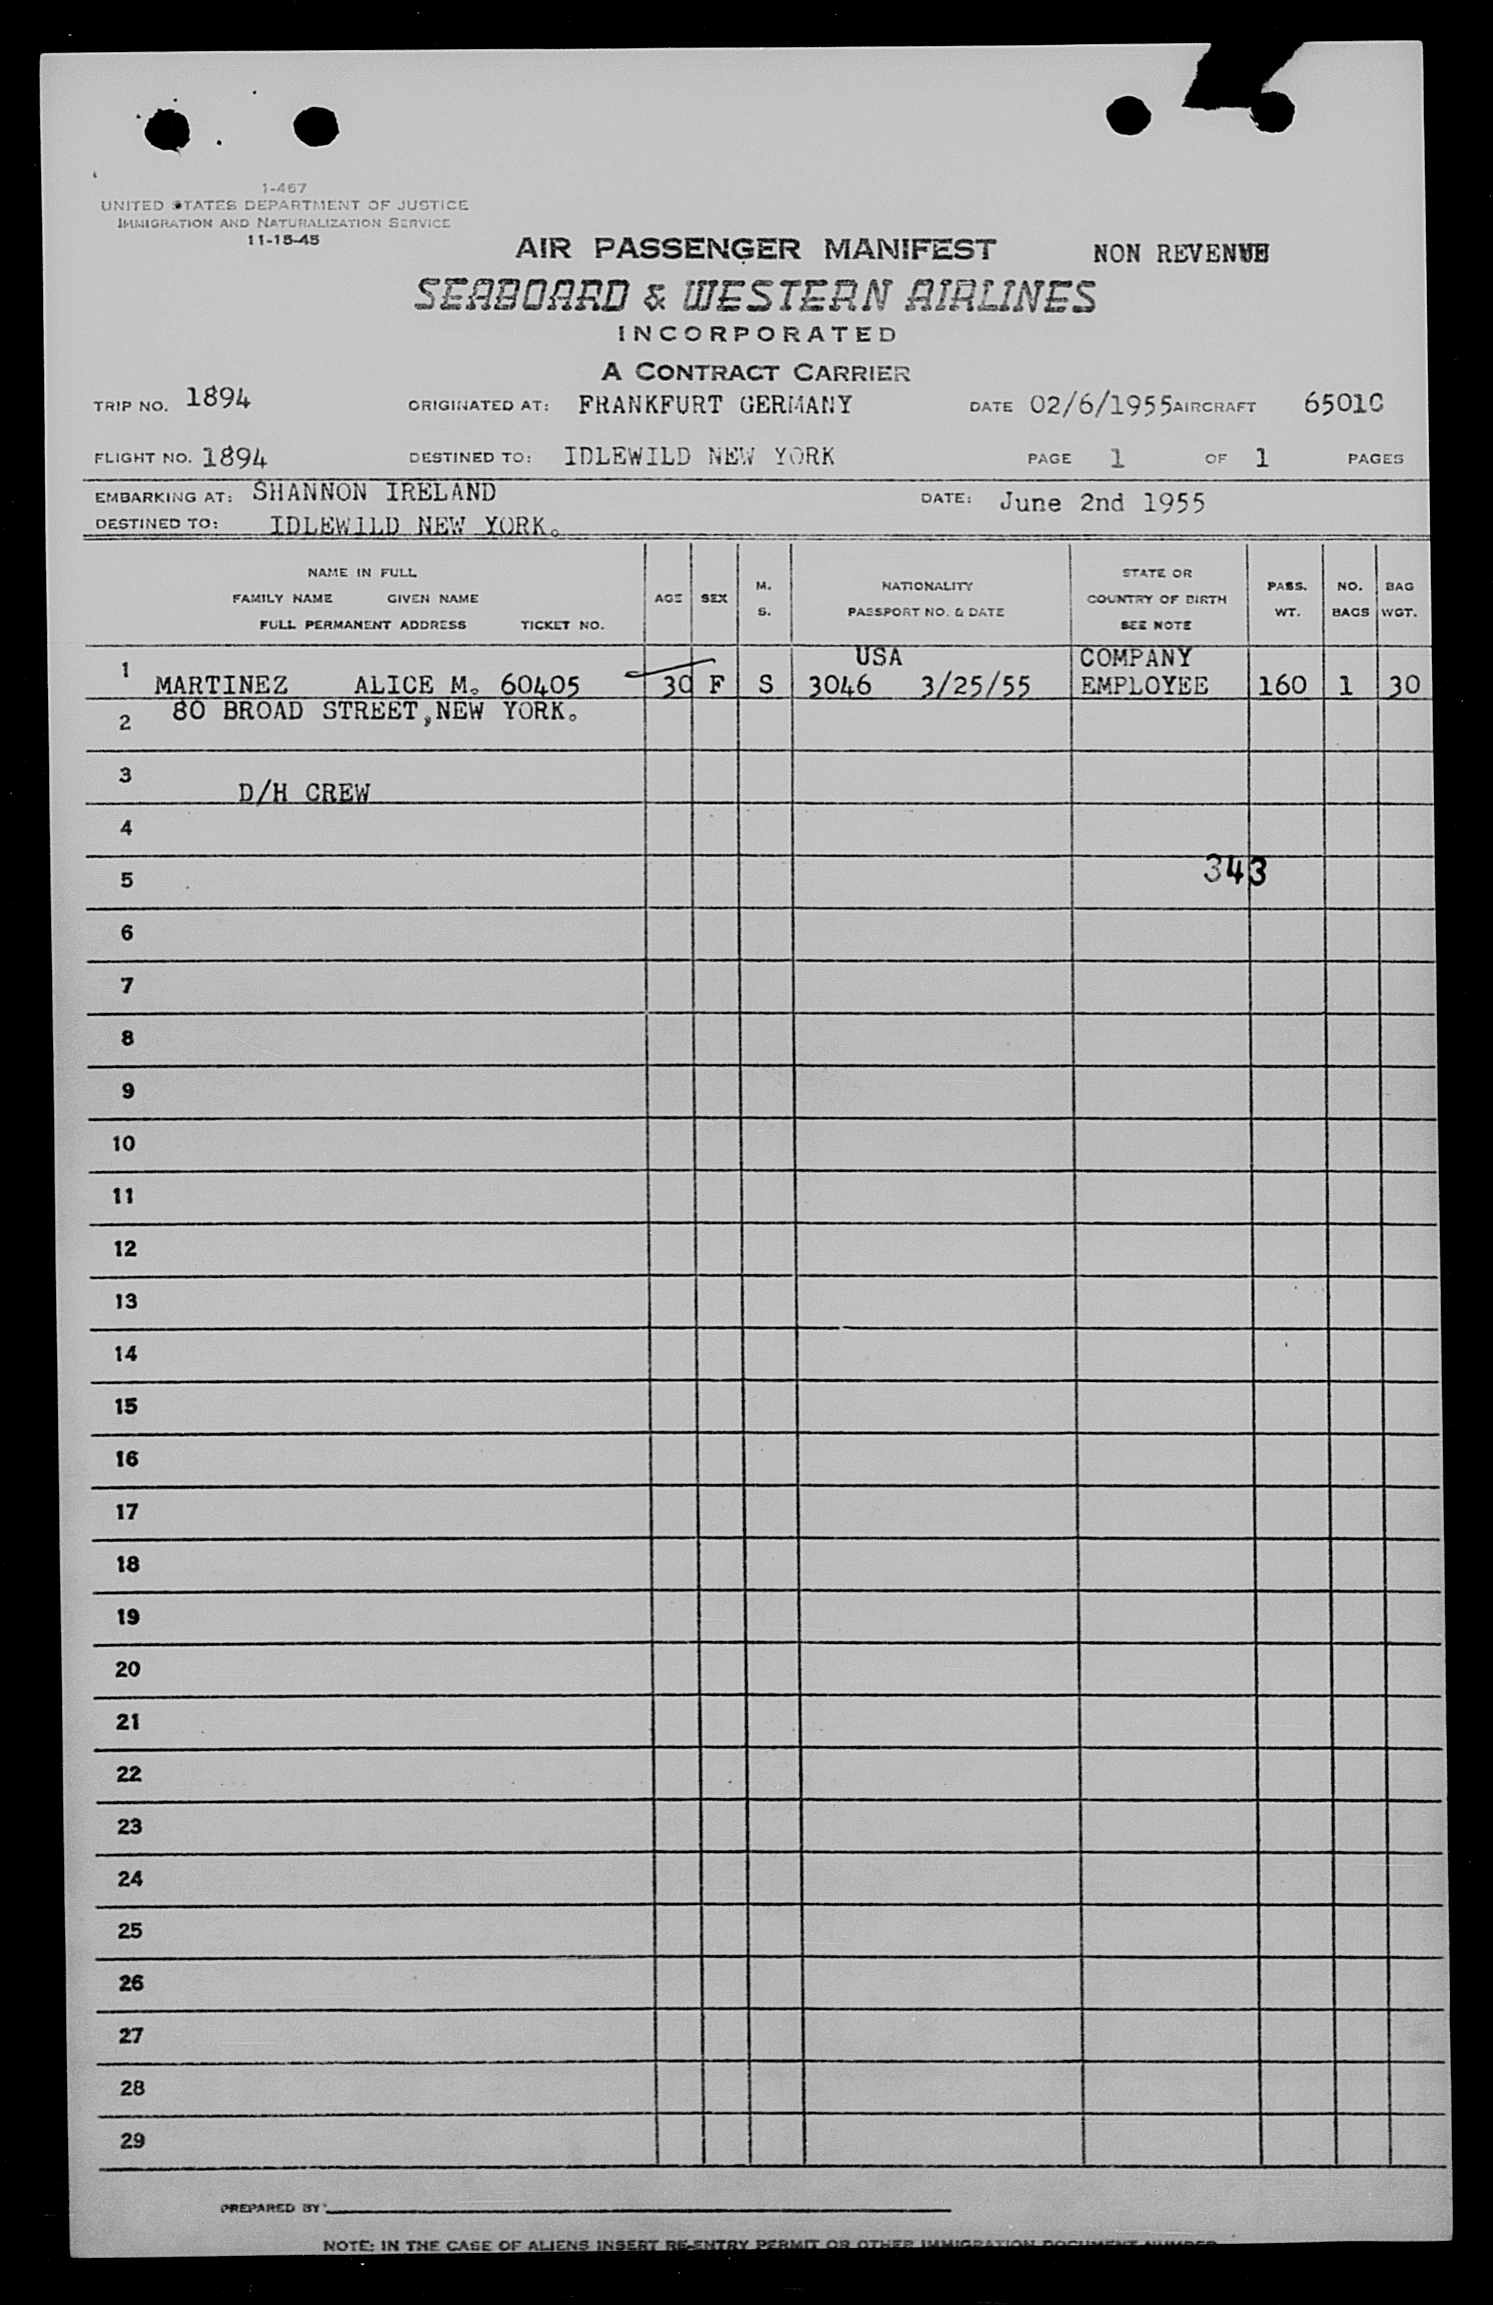 1-467
UNITED STATES DEPARTMENT OF JUSTICE
IMMIGRATION AND NATURALIZATION SERVICE
11-15-45
AIR PASSENGER MANIFEST NON REVENUE
SEABOARD & WESTERN AIRLINES
INCORPORATED
A CONTRACT CARRIER
TRIP NO. 1894 ORIGINATED AT: FRANKFURT GERMANY DATE 02/6/1955 AIRCRAFT 6501C
FLIGHT NO. 1894 DESTINED TO: IDLEWILD NEW YORK PAGE 1 OF 1 PAGES
EMBARKING AT: SHANNON IRELAND DATE: June 2nd 1955
DESTINED TO: IDLEWILD NEW YORK.
NAME IN FULL
FAMILY NAME GIVEN NAME
FULL PERMANENT ADDRESS TICKET NO.
AGE
SEX
M.
S.
NATIONALITY
PASSPORT NO. & DATE
STATE OR
COUNTRY OF BIRTH
SEE NOTE
PASS.
WT.
NO.
BAGS
BAG
WGT.
USA COMPANY
1 MARTINEZ ALICE M. 60405 30 F S 3046 3/25/55 EMPLOYEE 160 1 30
2 80 BROAD STREET, NEW YORK.
3 D/H CREW
4
343
5
6
7
8
9
10
11
12
13
14
15
16
17
18
19
20
21
22
23
24
25
26
27
28
29
PREPARED BY
NOTE: IN THE CASE OF ALIENS INSERT RE-ENTRY PERMIT OR OTHER IMMIGRATION DOCUMENT NUMBER